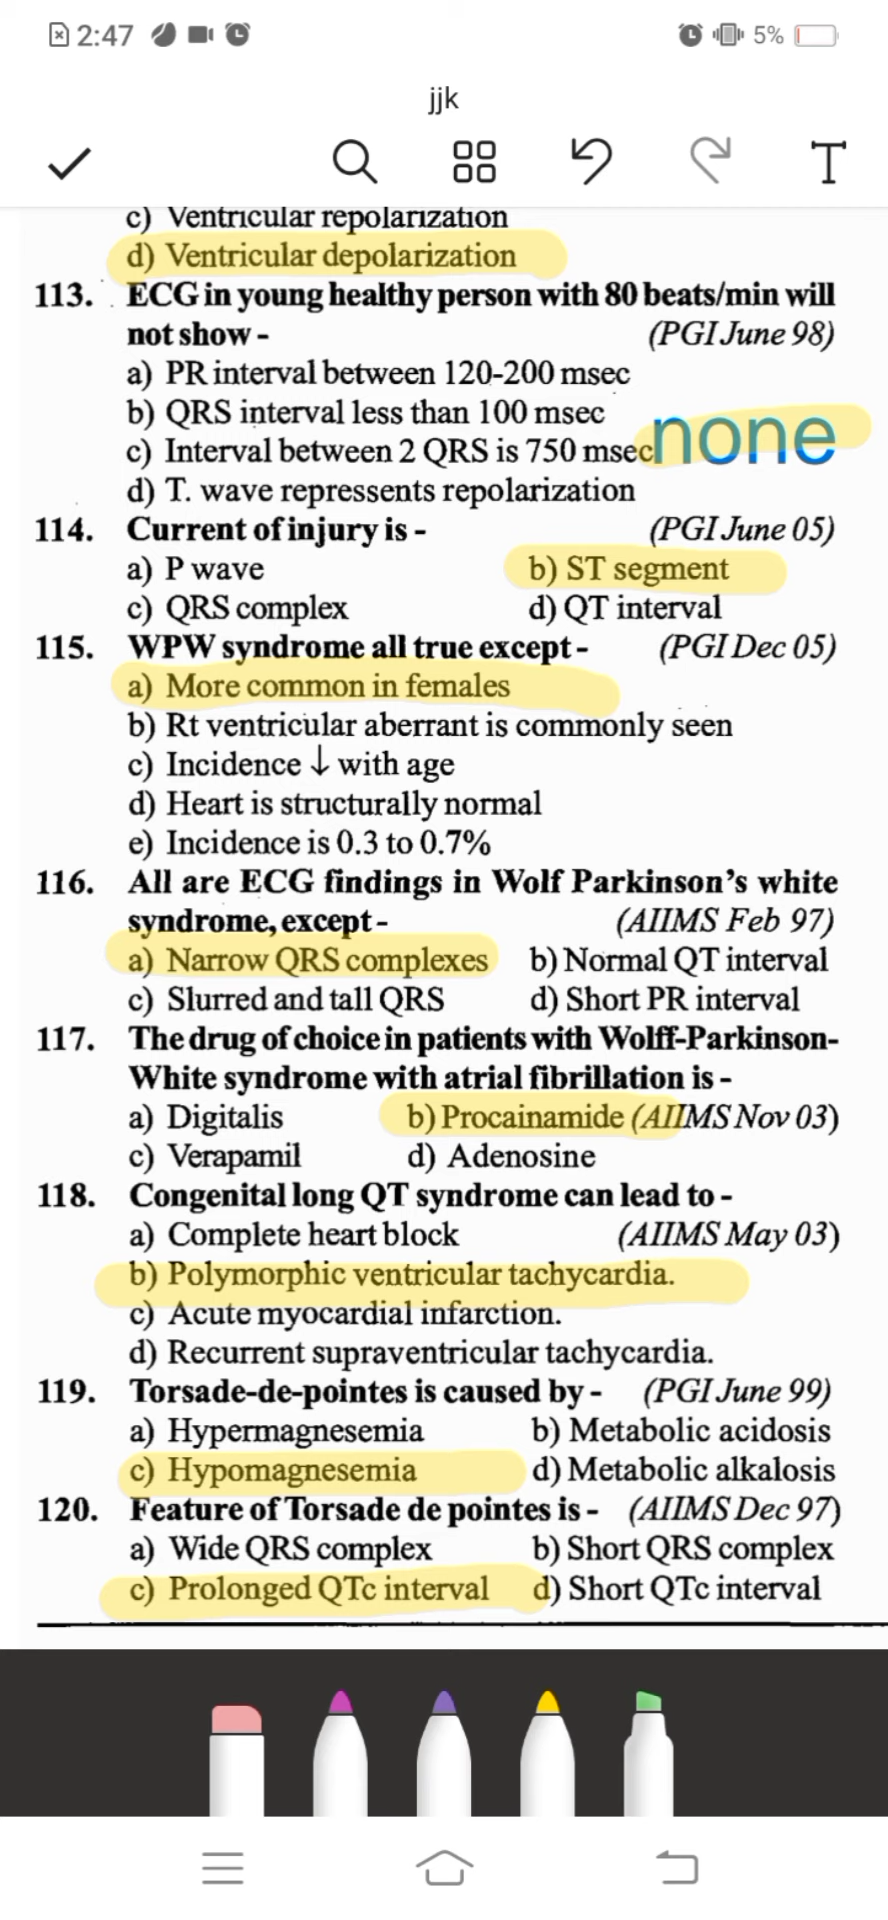 2:47
5%
jjk
T
c) Ventricular repolarization
d) Ventricular depolarization
113. ECG in young healthy person with 80 beats/min will
not show - (PGI June 98)
a) PR interval between 120-200 msec
b) QRS interval less than 100 msec
c) Interval between 2 QRS is 750 msec none
d) T. wave repressents repolarization
114. Current of injury is - (PGI June 05)
a) P wave b) ST segment
c) QRS complex d) QT interval
115. WPW syndrome all true except - (PGI Dec 05)
a) More common in females
b) Rt ventricular aberrant is commonly seen
c) Incidence ↓ with age
d) Heart is structurally normal
e) Incidence is 0.3 to 0.7%
116. All are ECG findings in Wolf Parkinson's white
syndrome, except - (AIIMS Feb 97)
a) Narrow QRS complexes b) Normal QT interval
c) Slurred and tall QRS d) Short PR interval
117. The drug of choice in patients with Wolff-Parkinson-
White syndrome with atrial fibrillation is -
a) Digitalis b) Procainamide (AIIMS Nov 03)
c) Verapamil d) Adenosine
118. Congenital long QT syndrome can lead to -
a) Complete heart block (AIIMS May 03)
b) Polymorphic ventricular tachycardia.
c) Acute myocardial infarction.
d) Recurrent supraventricular tachycardia.
119. Torsade-de-pointes is caused by - (PGI June 99)
a) Hypermagnesemia b) Metabolic acidosis
c) Hypomagnesemia d) Metabolic alkalosis
120. Feature of Torsade de pointes is - (AIIMS Dec 97)
a) Wide QRS complex b) Short QRS complex
c) Prolonged QTc interval d) Short QTc interval